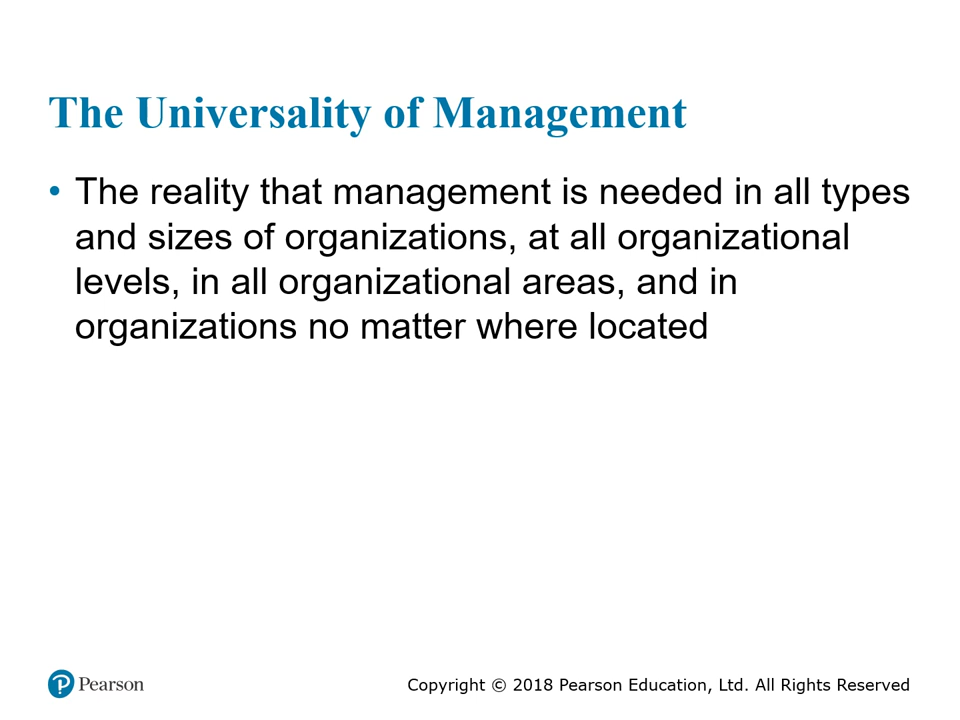 The Universality of Management
• The reality that management is needed in all types
and sizes of organizations, at all organizational
levels, in all organizational areas, and in
organizations no matter where located
P Pearson
Copyright © 2018 Pearson Education, Ltd. All Rights Reserved